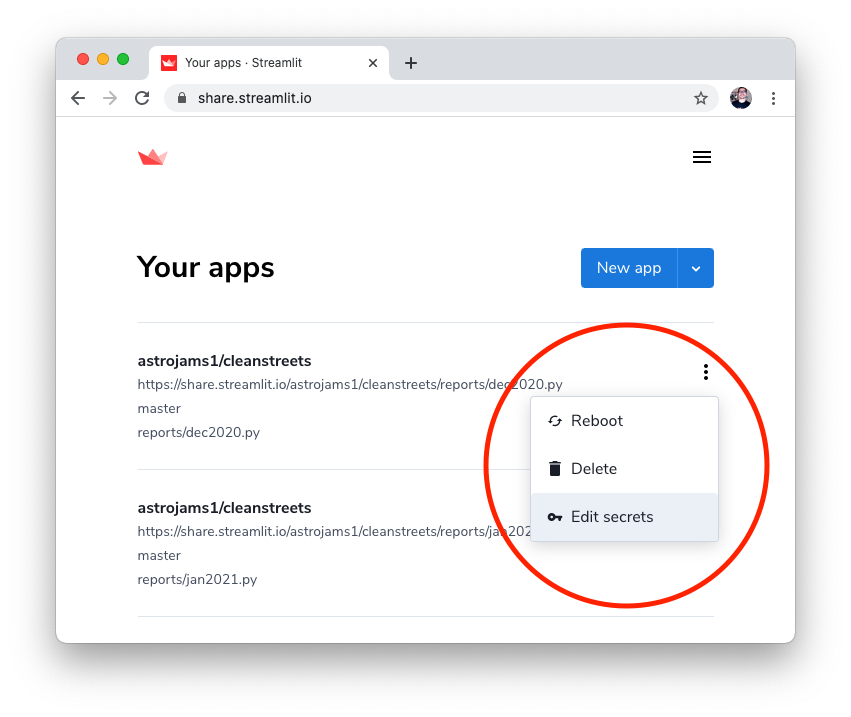 Your apps · Streamlit
share.streamlit.io
Your apps
New app
astrojams1/cleanstreets
https://share.streamlit.io/astrojams1/cleanstreets/reports/dec2020.py
master
reports/dec2020.py
Reboot
Delete
Edit secrets
astrojams1/cleanstreets
https://share.streamlit.io/astrojams1/cleanstreets/reports/jan202
master
reports/jan2021.py